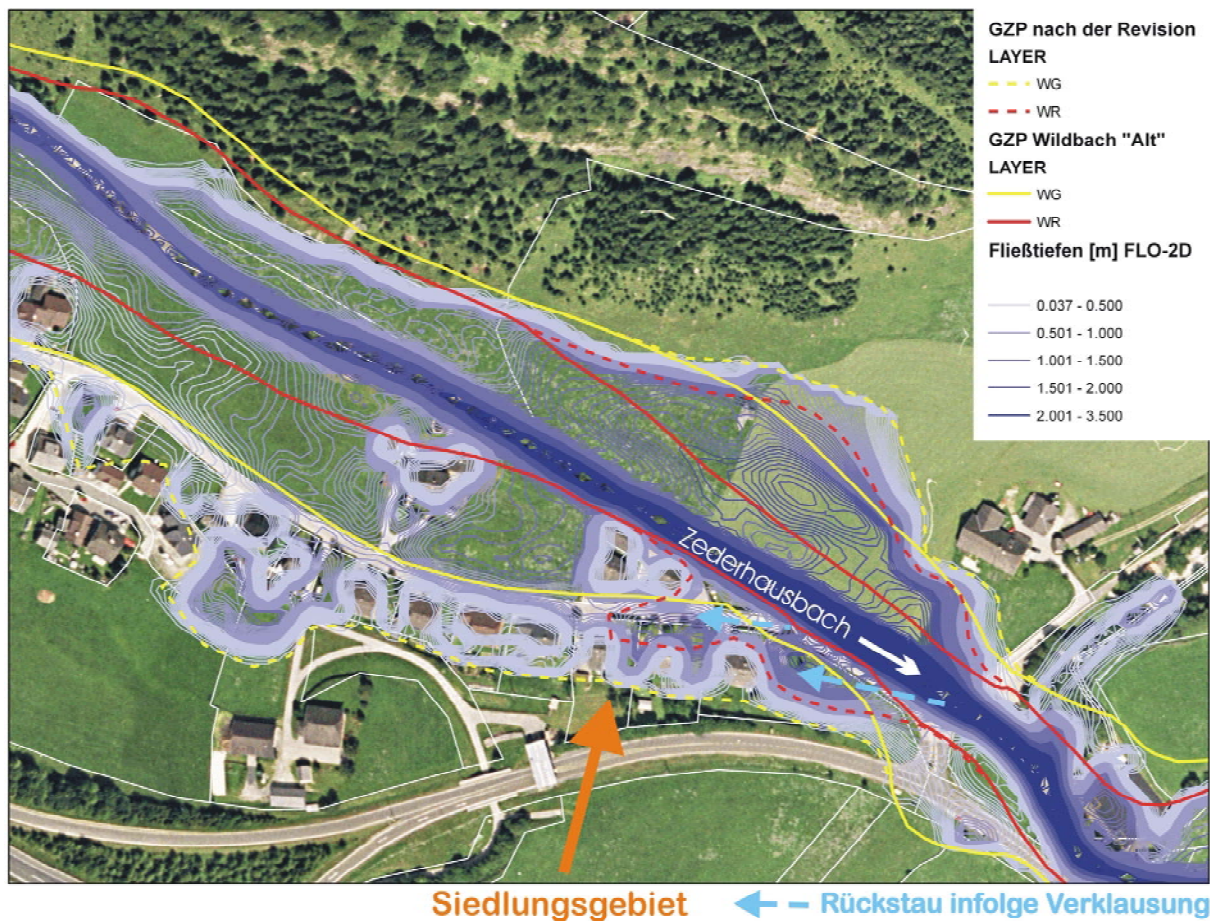 GZP nach der Revision
LAYER
WG
WR
GZP Wildbach "Alt"
LAYER
WG
WR
Fließtiefen [m] FLO-2D
0.037 - 0.500
0.501 - 1.000
1.001 - 1.500
1.501 - 2.000
2.001 - 3.500
Zederhausbach
Siedlungsgebiet
Rückstau infolge Verklausung